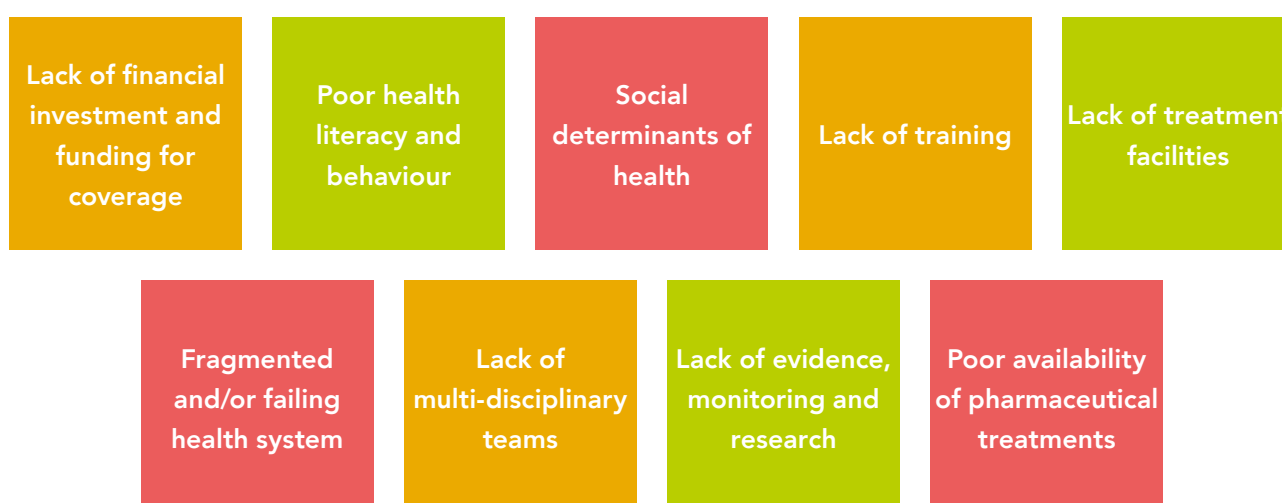 Lack of financial
investment and
funding for
coverage
Poor health
literacy and
behaviour
Social
determinants of
health
Lack of training
Lack of treatment
facilities
Fragmented
and/or failing
health system
Lack of
multi-disciplinary
teams
Lack of evidence,
monitoring and
research
Poor availability
of pharmaceutical
treatments